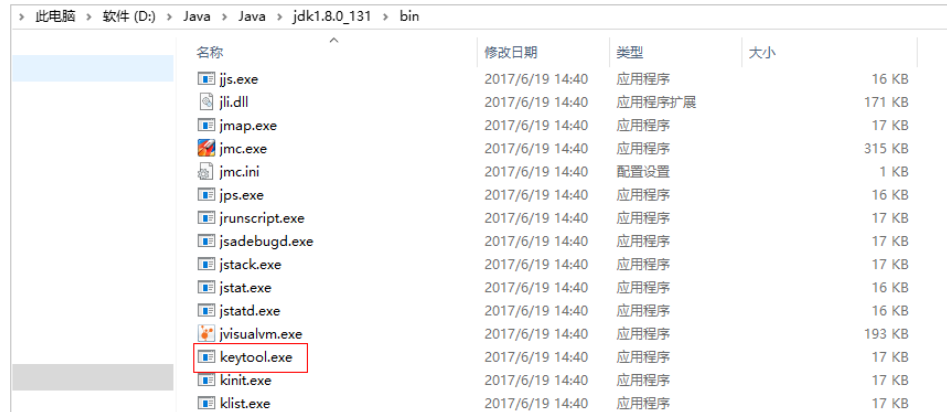 › 此电脑 › 软件 (D:) › Java › Java › jdk1.8.0_131 › bin
名称 修改日期 类型 大小
jjs.exe 2017/6/19 14:40 应用程序 16 KB
jli.dll 2017/6/19 14:40 应用程序扩展 171 KB
jmap.exe 2017/6/19 14:40 应用程序 17 KB
jmc.exe 2017/6/19 14:40 应用程序 315 KB
jmc.ini 2017/6/19 14:40 配置设置 1 KB
jps.exe 2017/6/19 14:40 应用程序 16 KB
jrunscript.exe 2017/6/19 14:40 应用程序 17 KB
jsadebugd.exe 2017/6/19 14:40 应用程序 17 KB
jstack.exe 2017/6/19 14:40 应用程序 17 KB
jstat.exe 2017/6/19 14:40 应用程序 16 KB
jstatd.exe 2017/6/19 14:40 应用程序 16 KB
jvisualvm.exe 2017/6/19 14:40 应用程序 193 KB
keytool.exe 2017/6/19 14:40 应用程序 17 KB
kinit.exe 2017/6/19 14:40 应用程序 17 KB
klist.exe 2017/6/19 14:40 应用程序 17 KB